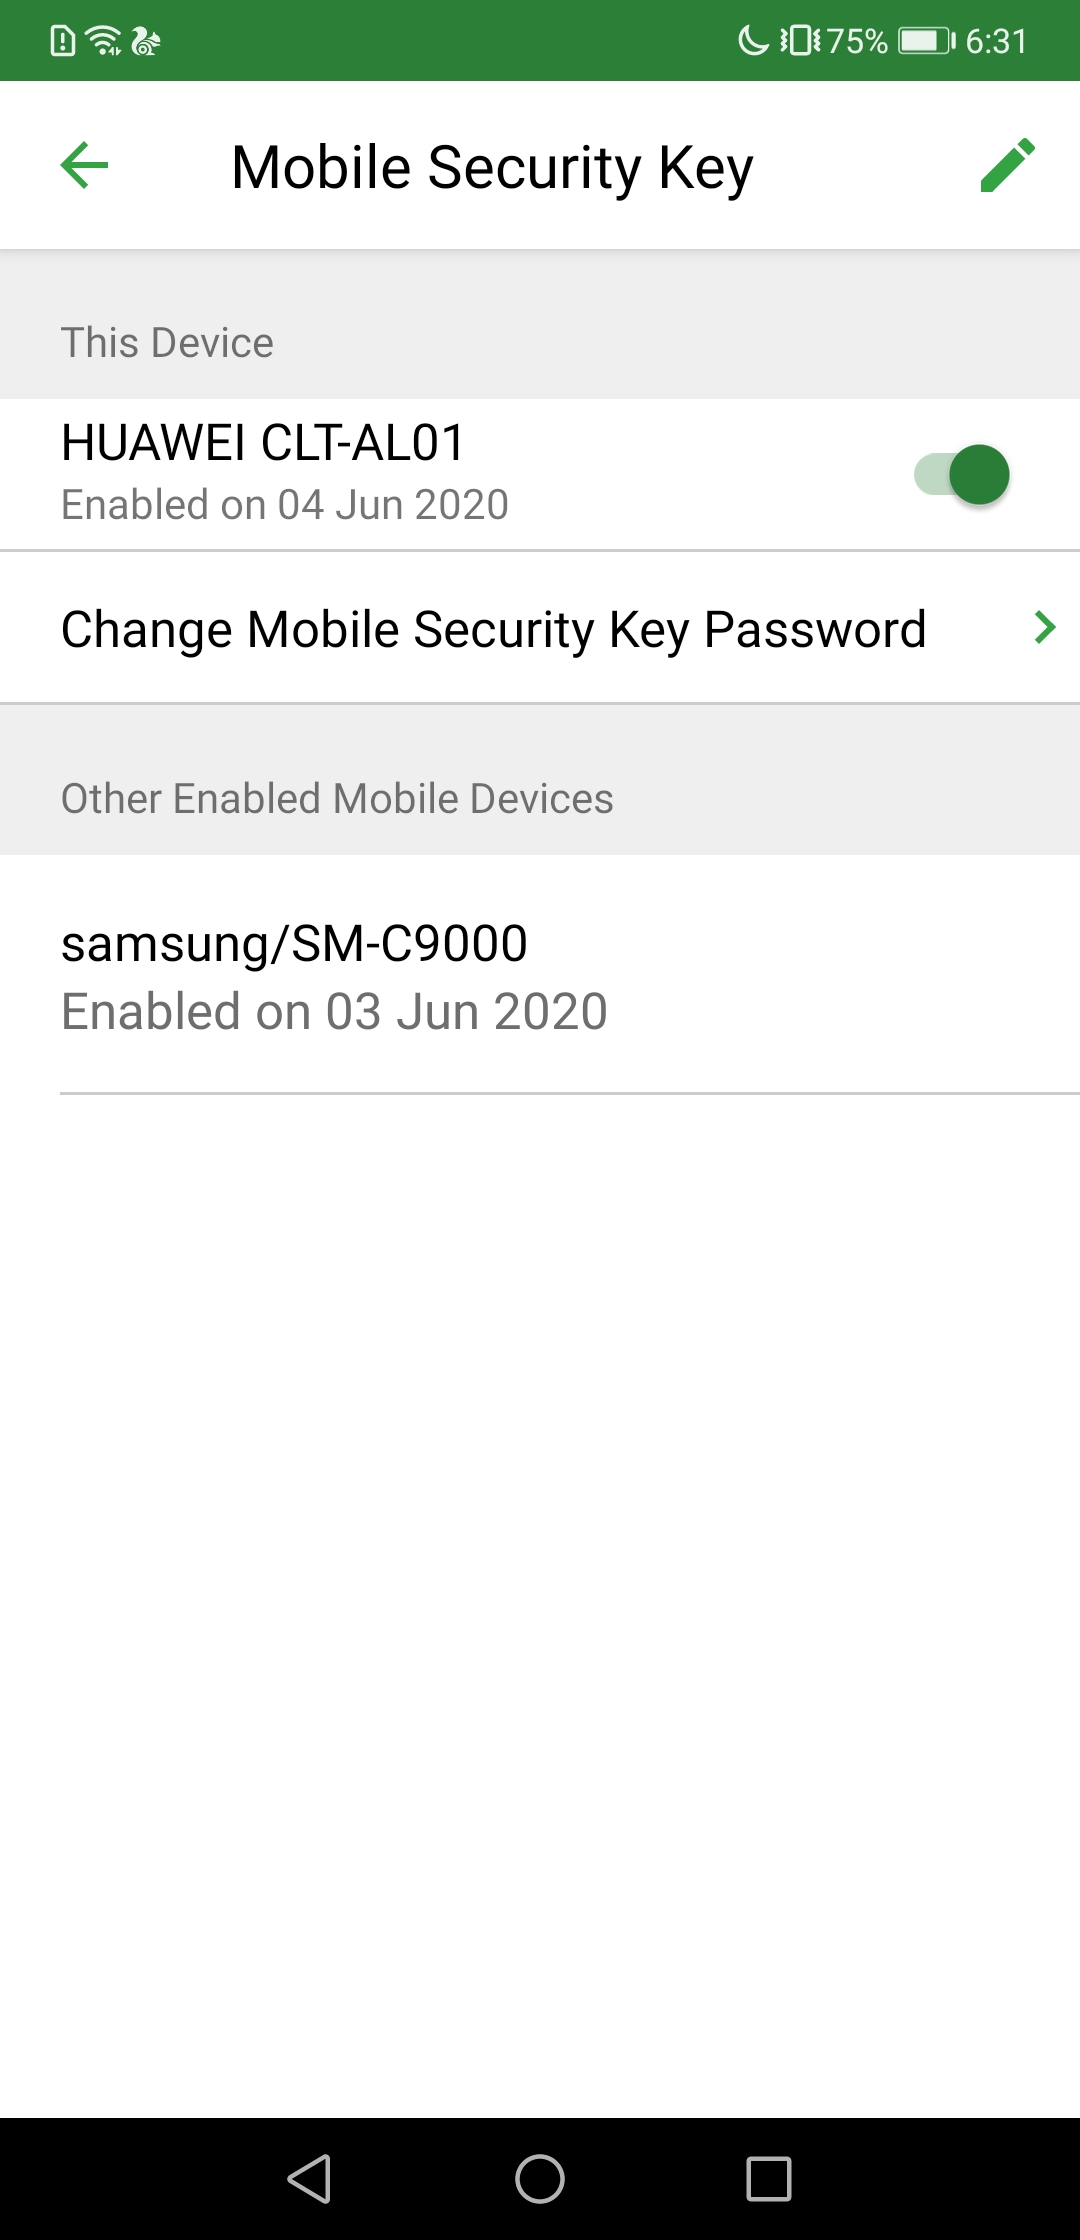 75% 6:31
Mobile Security Key
This Device
HUAWEI CLT-AL01
Enabled on 04 Jun 2020
Change Mobile Security Key Password
Other Enabled Mobile Devices
samsung/SM-C9000
Enabled on 03 Jun 2020